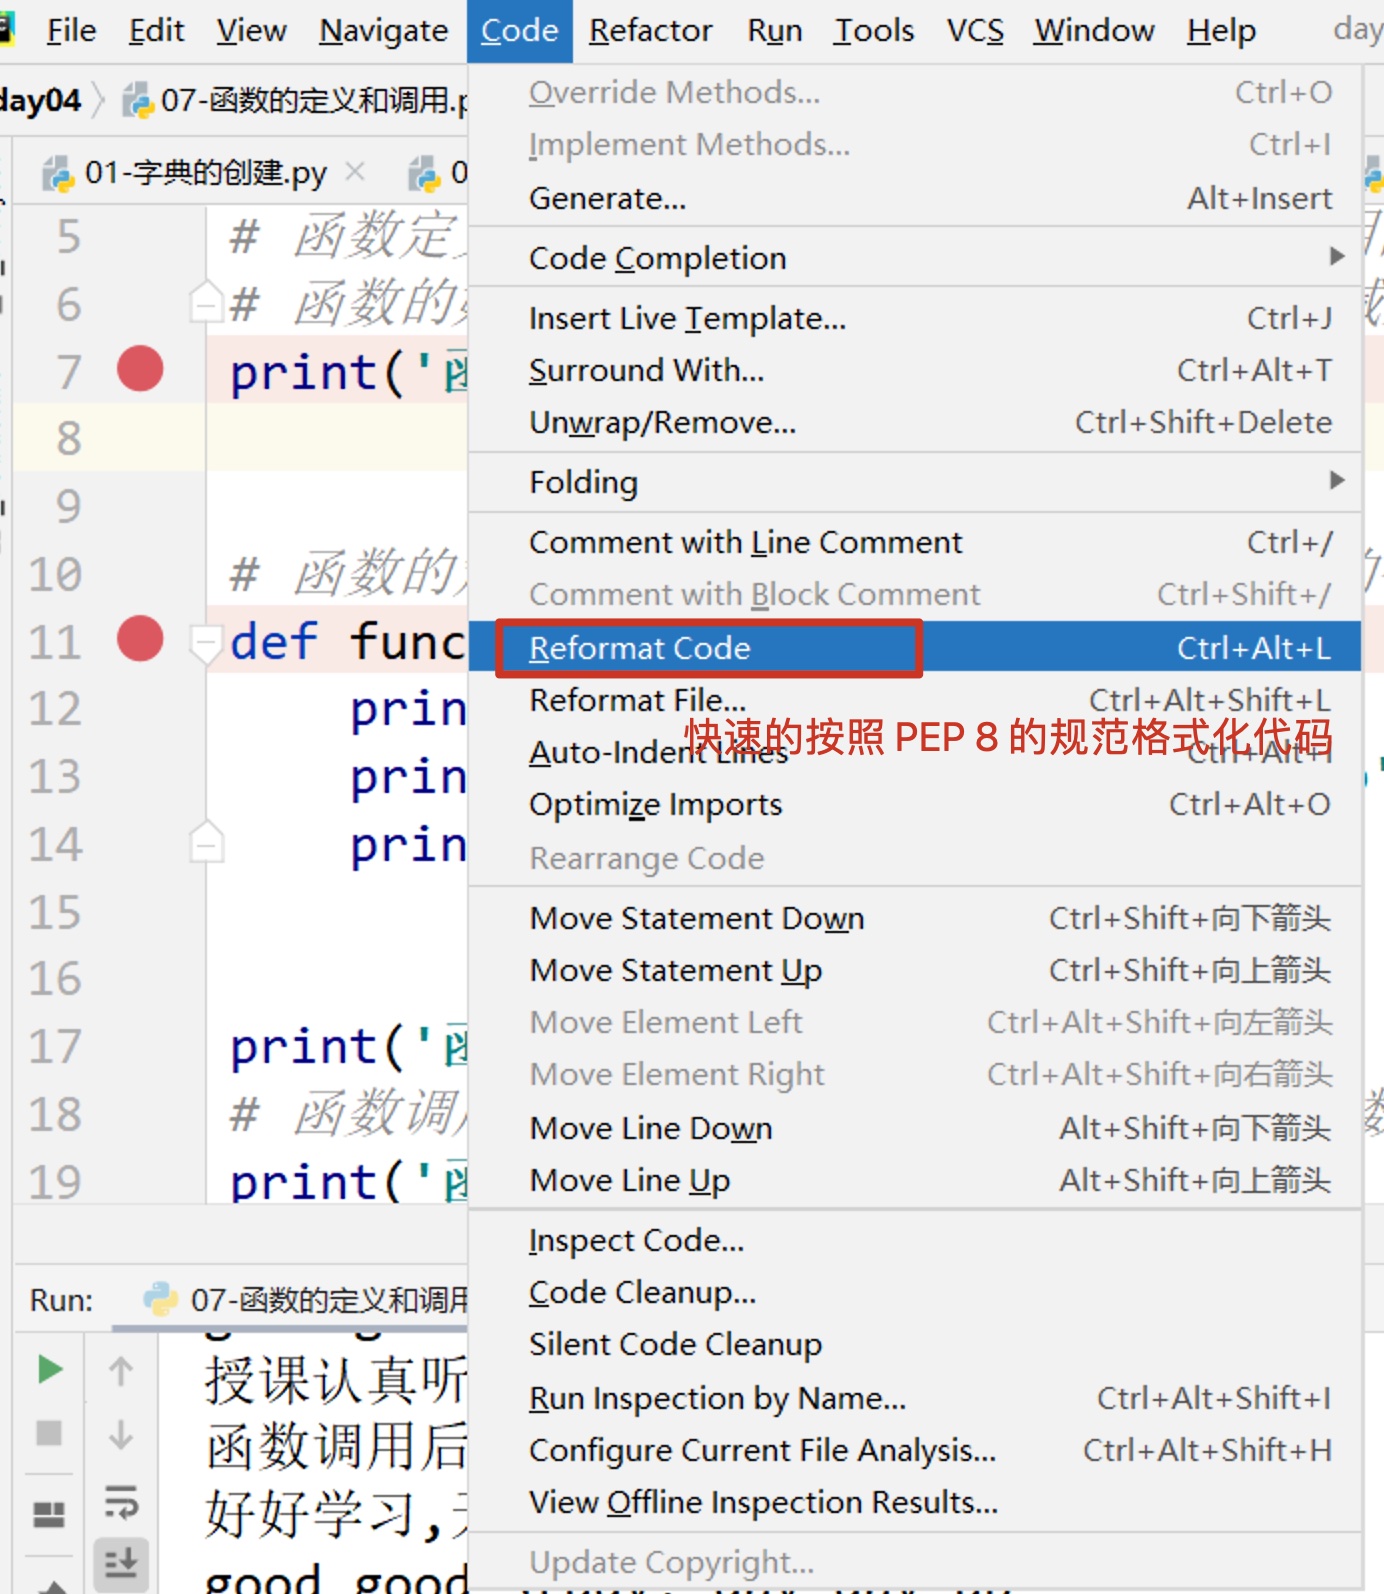 File Edit View Navigate Code Refactor Run Tools VCS Window Help day
day04 07-函数的定义和调用.p
01-字典的创建.py
Override Methods... Ctrl+O
Implement Methods... Ctrl+I
Generate... Alt+Insert
Code Completion
Insert Live Template... Ctrl+J
Surround With... Ctrl+Alt+T
Unwrap/Remove... Ctrl+Shift+Delete
Folding
Comment with Line Comment Ctrl+/
Comment with Block Comment Ctrl+Shift+/
Reformat Code Ctrl+Alt+L
Reformat File... Ctrl+Alt+Shift+L
快速的按照 PEP 8 的规范格式化代码
Auto-Indent Lines Ctrl+Alt+I
Optimize Imports Ctrl+Alt+O
Rearrange Code
Move Statement Down Ctrl+Shift+向下箭头
Move Statement Up Ctrl+Shift+向上箭头
Move Element Left Ctrl+Alt+Shift+向左箭头
Move Element Right Ctrl+Alt+Shift+向右箭头
Move Line Down Alt+Shift+向下箭头
Move Line Up Alt+Shift+向上箭头
Inspect Code...
Code Cleanup...
Silent Code Cleanup
Run Inspection by Name... Ctrl+Alt+Shift+I
Configure Current File Analysis... Ctrl+Alt+Shift+H
View Offline Inspection Results...
Update Copyright...
5 # 函数定
6 # 函数的
7 print('函
8
9
10 # 函数的
11 def func
12 prin
13 prin
14 prin
15
16
17 print('函
18 # 函数调
19 print('函
Run: 07-函数的定义和调用
授课认真听
函数调用后
好好学习,
good good